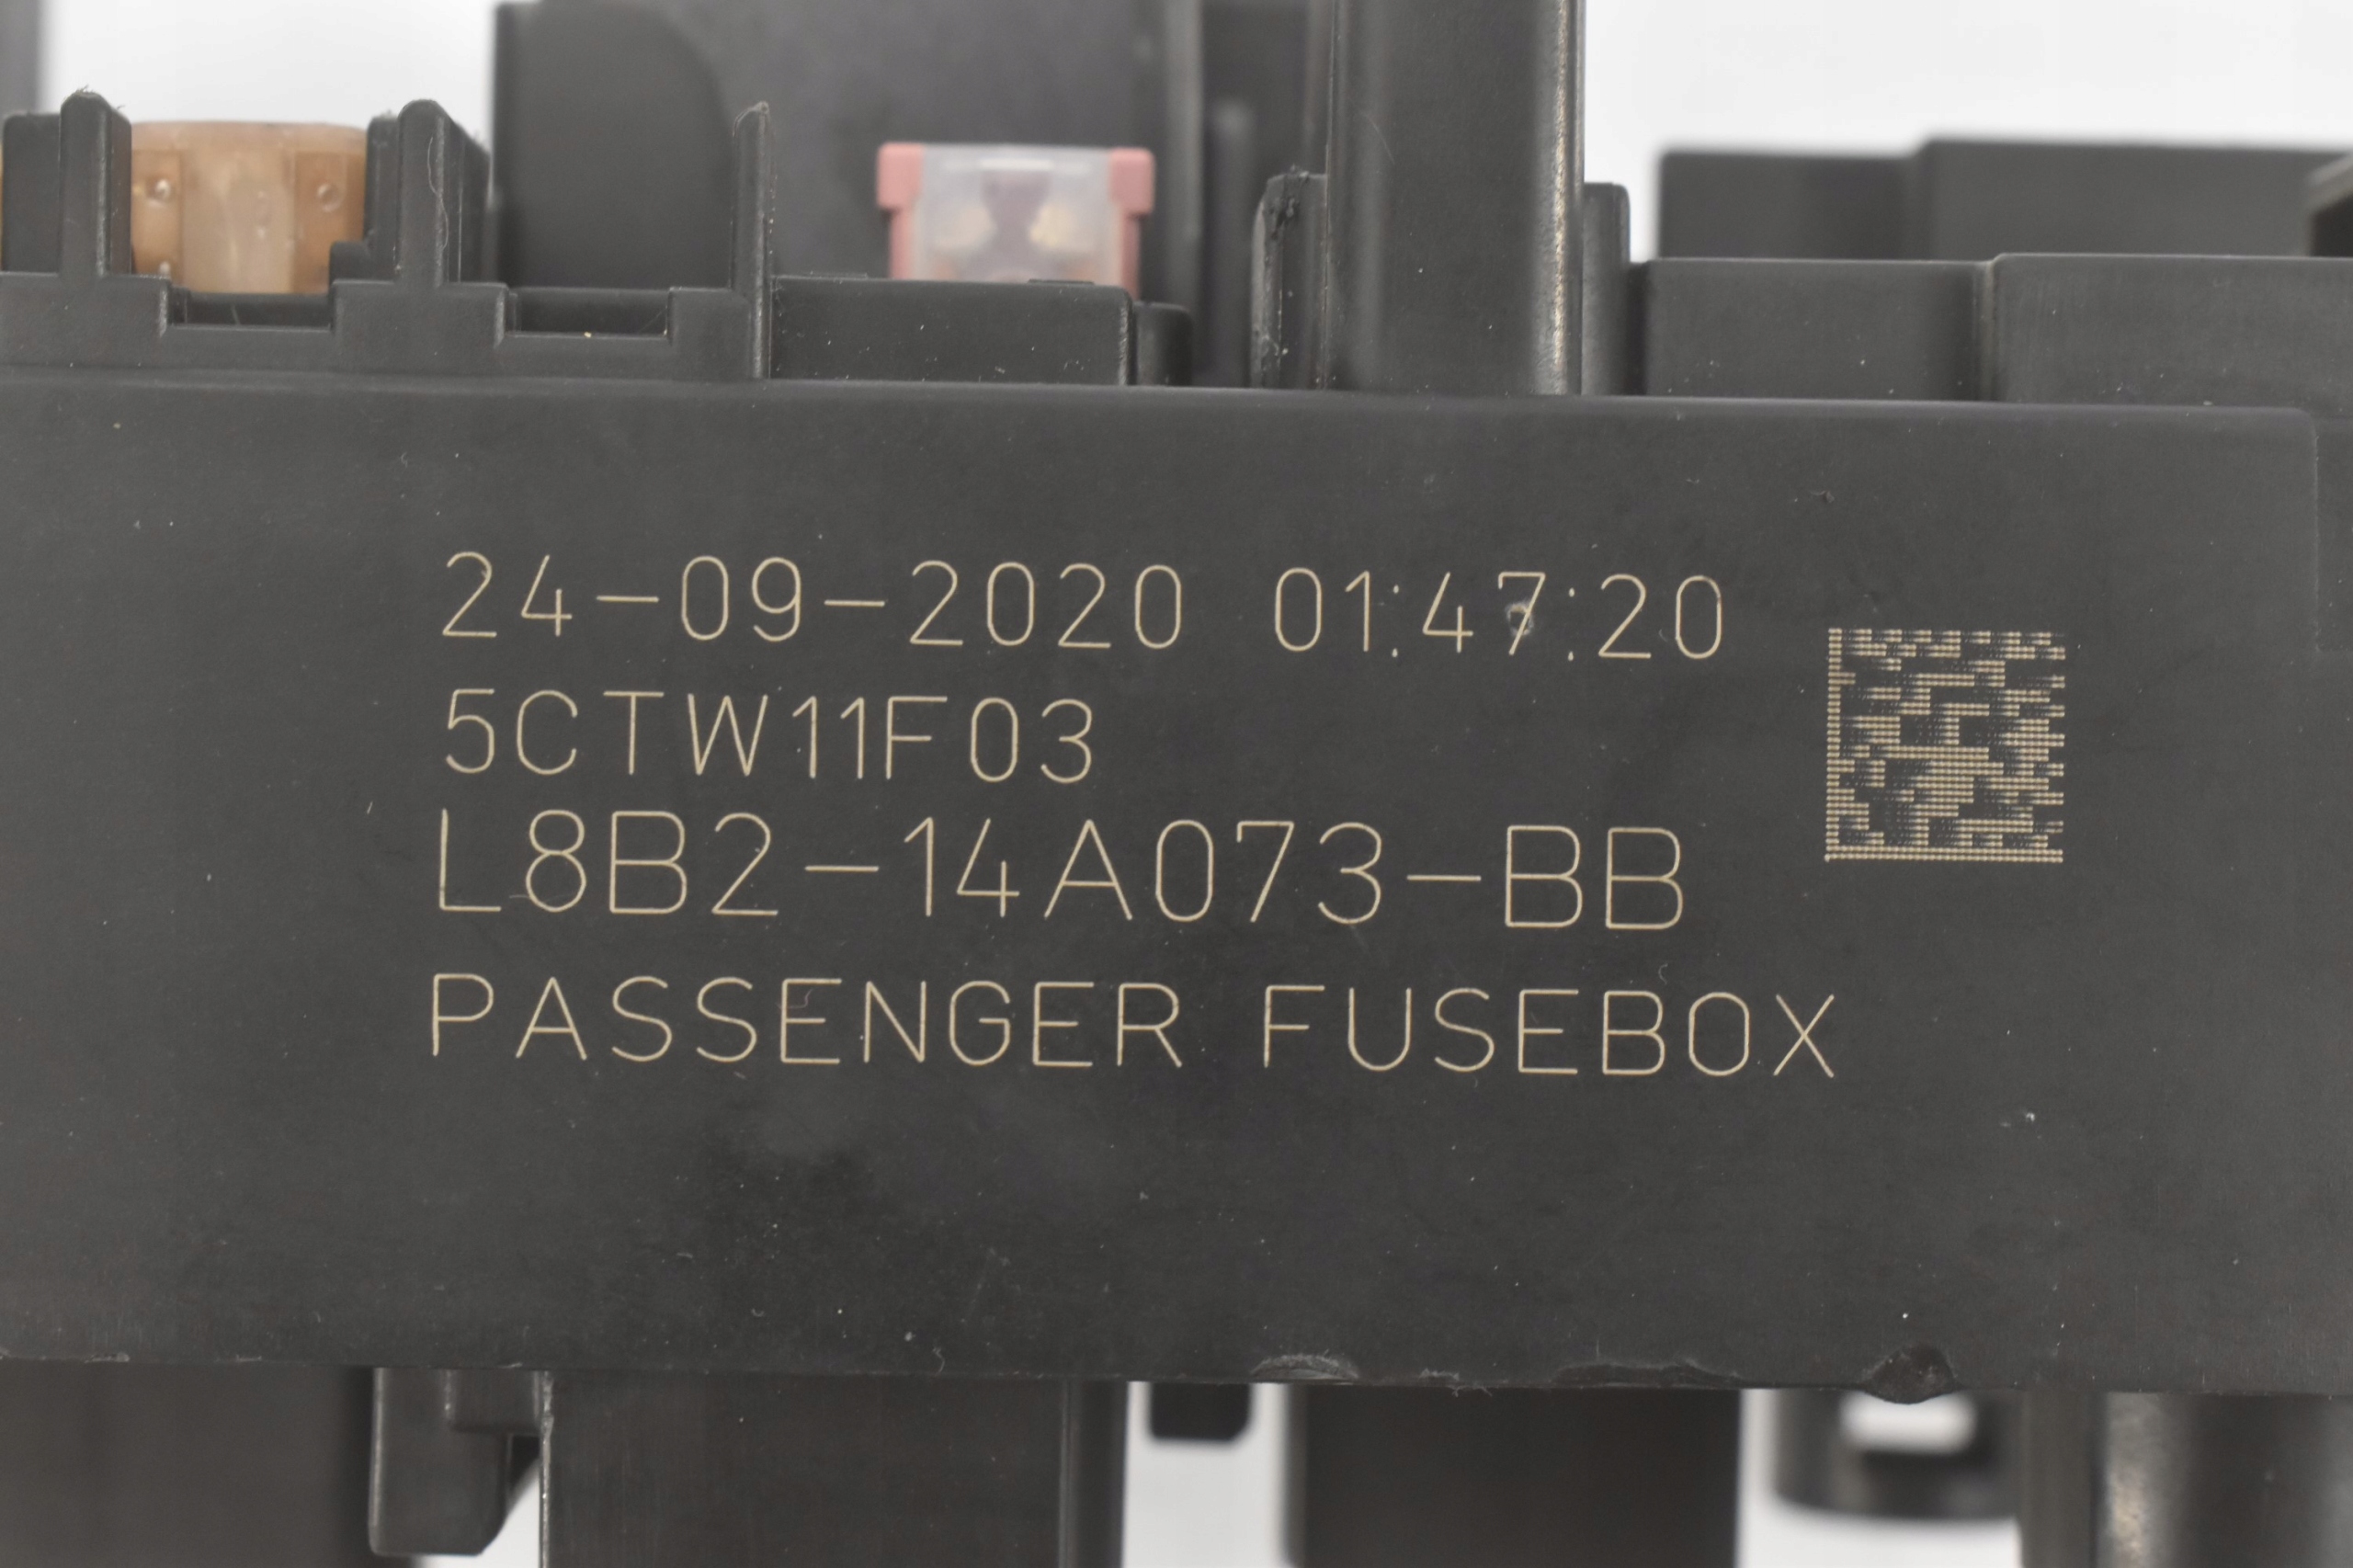 24-09-2020 01:47:20
5CTW11F03
L8B2-14A073-BB
PASSENGER FUSEBOX